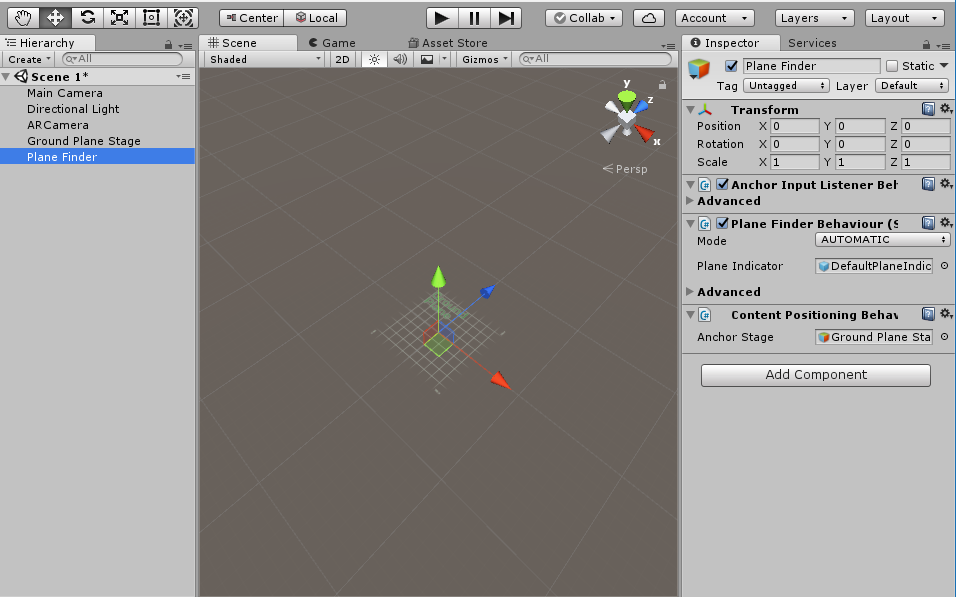 Center Local Collab Account Layers Layout
Hierarchy
Create All
Scene 1*
Main Camera
Directional Light
ARCamera
Ground Plane Stage
Plane Finder
Scene Game Asset Store
Shaded 2D Gizmos All
y
z
x
Persp
Inspector Services
Plane Finder Static
Tag Untagged Layer Default
Transform
Position X 0 Y 0 Z 0
Rotation X 0 Y 0 Z 0
Scale X 1 Y 1 Z 1
Anchor Input Listener Beh
Advanced
Plane Finder Behaviour (S
Mode AUTOMATIC
Plane Indicator DefaultPlaneIndic
Advanced
Content Positioning Behav
Anchor Stage Ground Plane Sta
Add Component